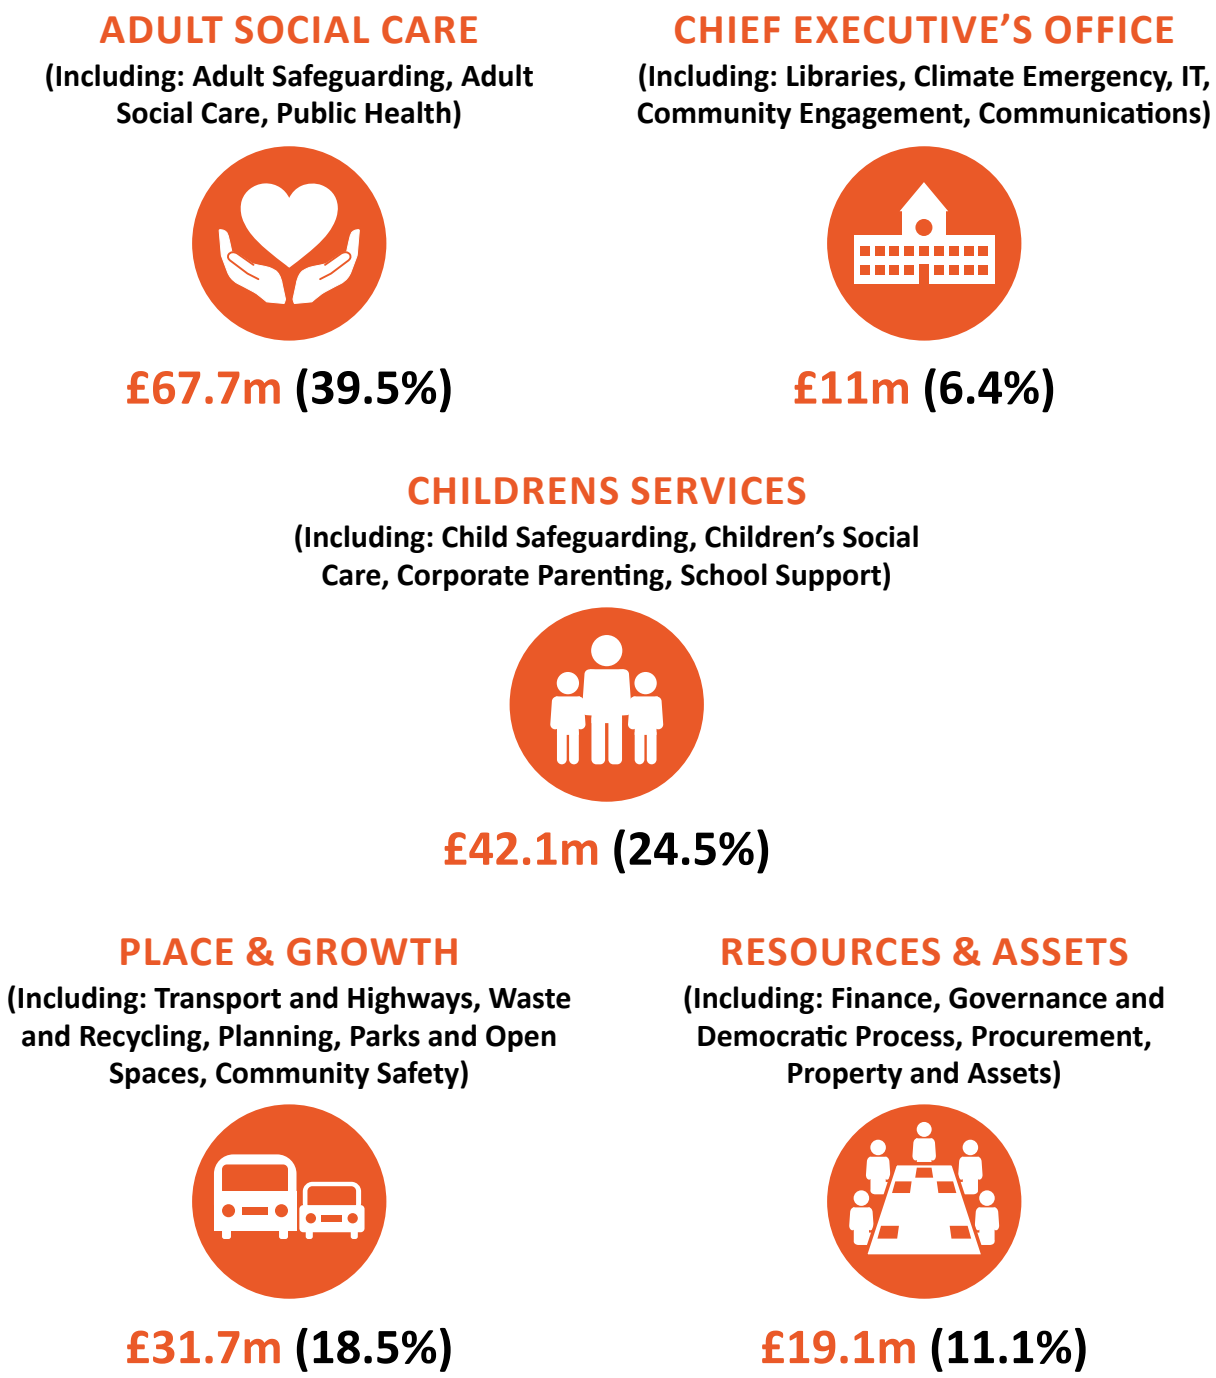 ADULT SOCIAL CARE
(Including: Adult Safeguarding, Adult
Social Care, Public Health)
£67.7m (39.5%)
CHIEF EXECUTIVE’S OFFICE
(Including: Libraries, Climate Emergency, IT,
Community Engagement, Communications)
£11m (6.4%)
CHILDRENS SERVICES
(Including: Child Safeguarding, Children’s Social
Care, Corporate Parenting, School Support)
£42.1m (24.5%)
PLACE & GROWTH
(Including: Transport and Highways, Waste
and Recycling, Planning, Parks and Open
Spaces, Community Safety)
£31.7m (18.5%)
RESOURCES & ASSETS
(Including: Finance, Governance and
Democratic Process, Procurement,
Property and Assets)
£19.1m (11.1%)